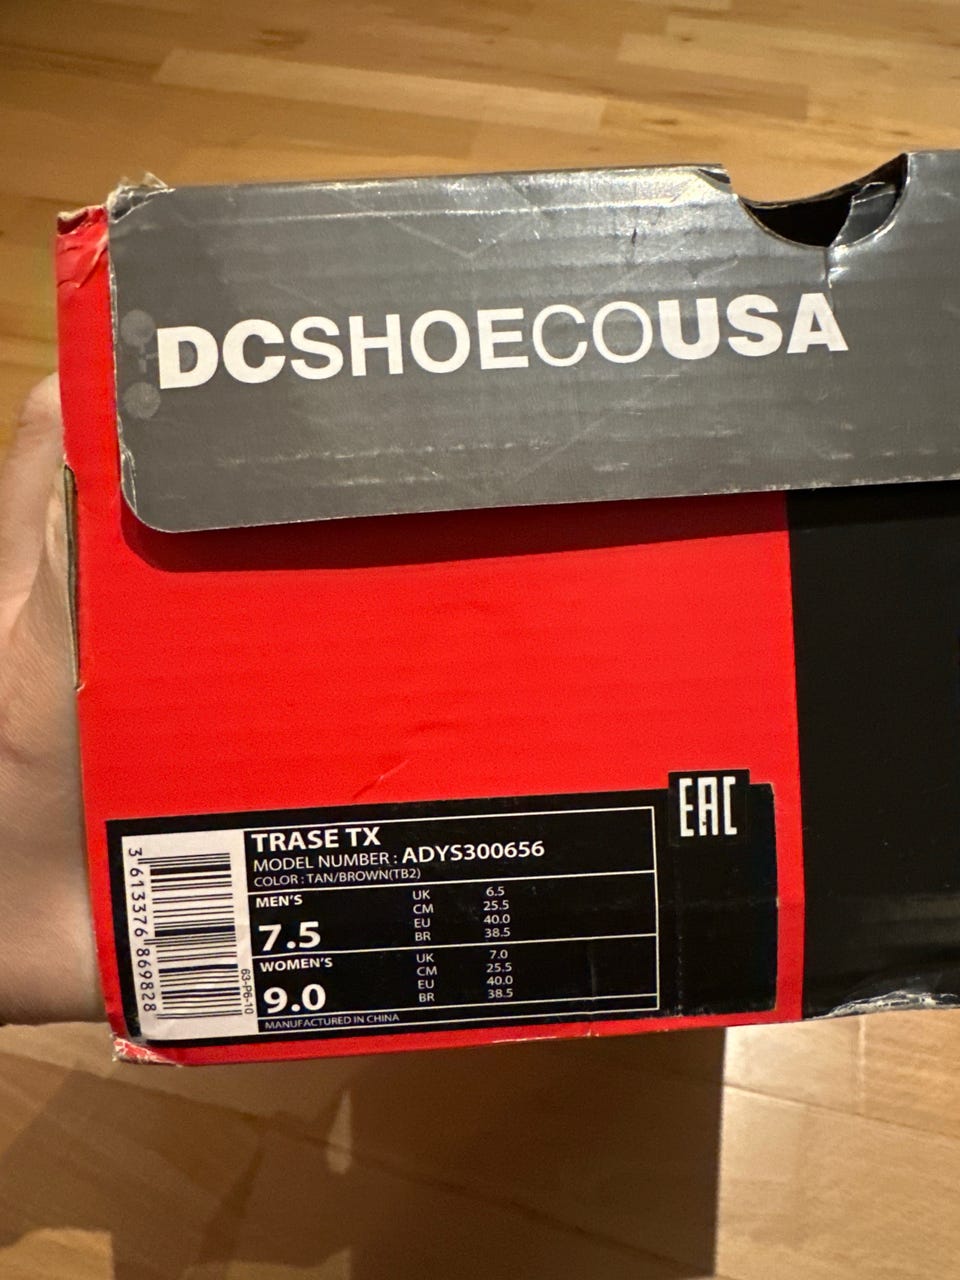 DCSHOECOUSA
EAC
TRASE TX
MODEL NUMBER : ADYS300656
COLOR : TAN/BROWN(TB2)
MEN'S
7.5
UK 6.5
CM 25.5
EU 40.0
BR 38.5
WOMEN'S
9.0
UK 7.0
CM 25.5
EU 40.0
BR 38.5
MANUFACTURED IN CHINA
3 613376 869828
63-P6-10